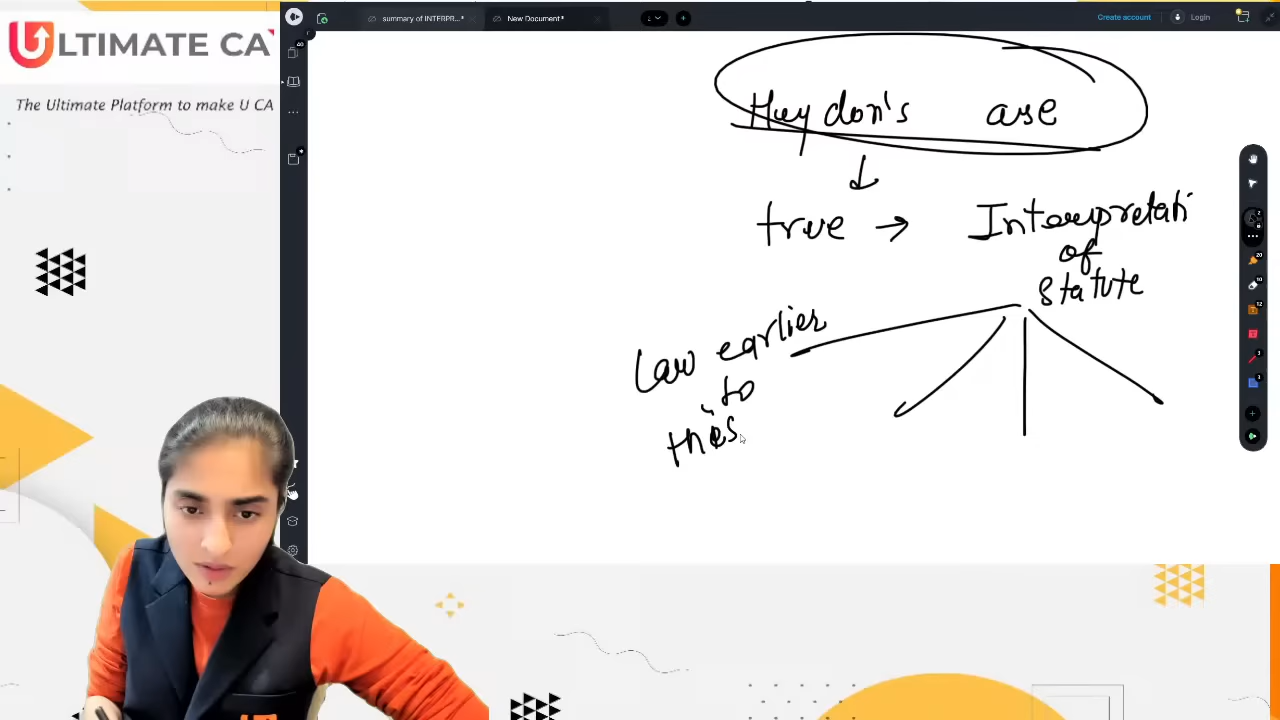 ULTIMATE CA
The Ultimate Platform to make U CA
summary of INTERPR...*
New Document*
Create account
Login
Heydon's ase
true → Interpretati
of
Statute
Law earlier
to
this